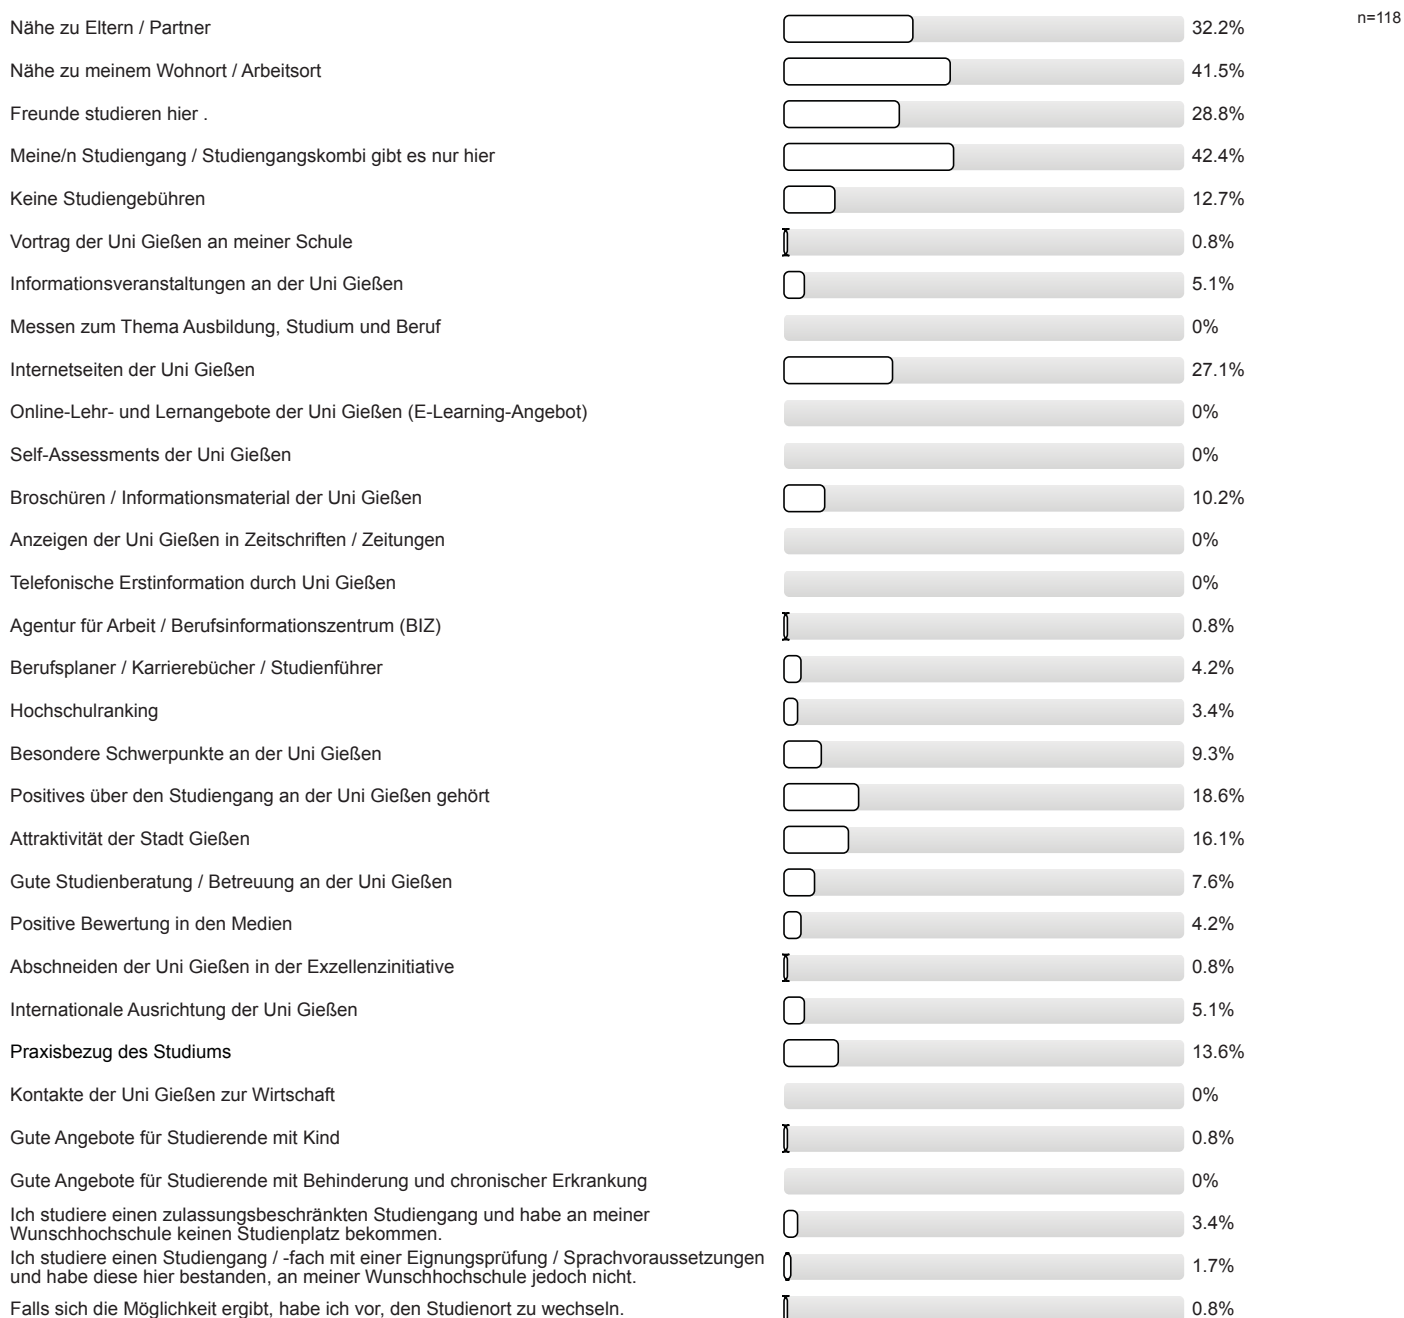 Nähe zu Eltern / Partner 32.2% n=118
Nähe zu meinem Wohnort / Arbeitsort 41.5%
Freunde studieren hier . 28.8%
Meine/n Studiengang / Studiengangskombi gibt es nur hier 42.4%
Keine Studiengebühren 12.7%
Vortrag der Uni Gießen an meiner Schule 0.8%
Informationsveranstaltungen an der Uni Gießen 5.1%
Messen zum Thema Ausbildung, Studium und Beruf 0%
Internetseiten der Uni Gießen 27.1%
Online-Lehr- und Lernangebote der Uni Gießen (E-Learning-Angebot) 0%
Self-Assessments der Uni Gießen 0%
Broschüren / Informationsmaterial der Uni Gießen 10.2%
Anzeigen der Uni Gießen in Zeitschriften / Zeitungen 0%
Telefonische Erstinformation durch Uni Gießen 0%
Agentur für Arbeit / Berufsinformationszentrum (BIZ) 0.8%
Berufsplaner / Karrierebücher / Studienführer 4.2%
Hochschulranking 3.4%
Besondere Schwerpunkte an der Uni Gießen 9.3%
Positives über den Studiengang an der Uni Gießen gehört 18.6%
Attraktivität der Stadt Gießen 16.1%
Gute Studienberatung / Betreuung an der Uni Gießen 7.6%
Positive Bewertung in den Medien 4.2%
Abschneiden der Uni Gießen in der Exzellenzinitiative 0.8%
Internationale Ausrichtung der Uni Gießen 5.1%
Praxisbezug des Studiums 13.6%
Kontakte der Uni Gießen zur Wirtschaft 0%
Gute Angebote für Studierende mit Kind 0.8%
Gute Angebote für Studierende mit Behinderung und chronischer Erkrankung 0%
Ich studiere einen zulassungsbeschränkten Studiengang und habe an meiner
Wunschhochschule keinen Studienplatz bekommen. 3.4%
Ich studiere einen Studiengang / -fach mit einer Eignungsprüfung / Sprachvoraussetzungen
und habe diese hier bestanden, an meiner Wunschhochschule jedoch nicht. 1.7%
Falls sich die Möglichkeit ergibt, habe ich vor, den Studienort zu wechseln. 0.8%